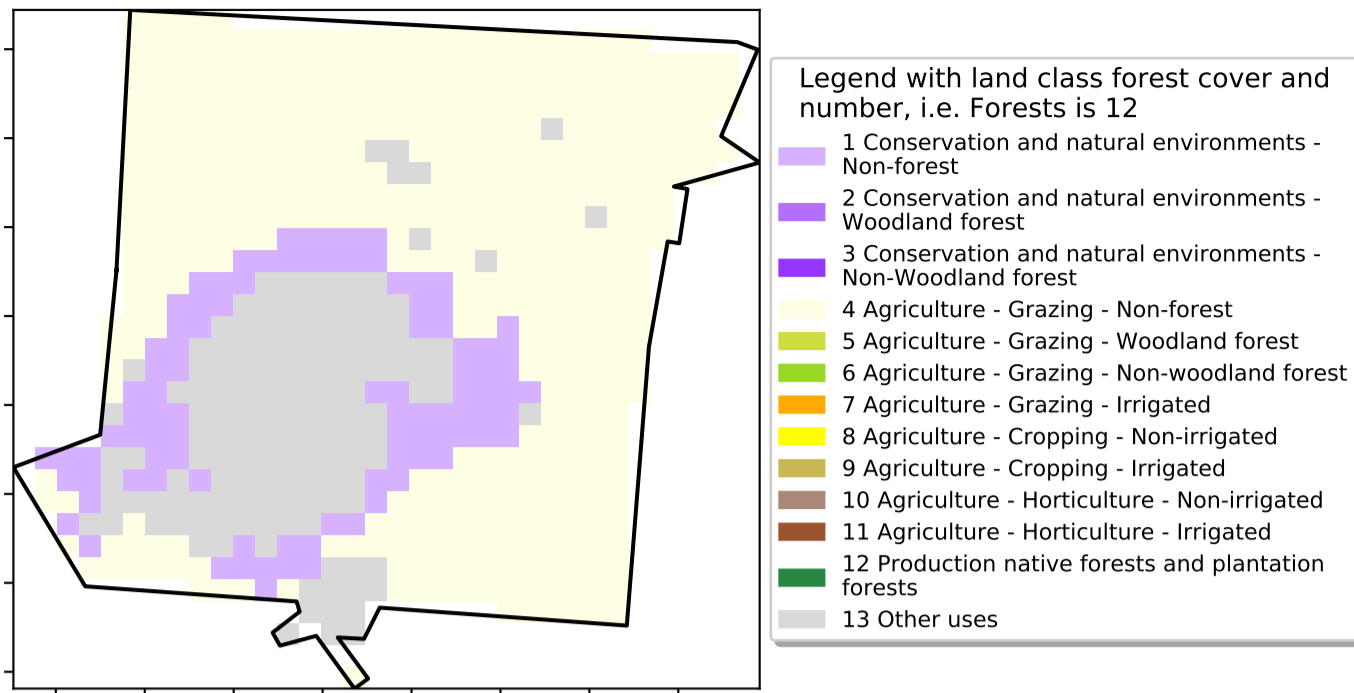 Legend with land class forest cover and
number, i.e. Forests is 12
1 Conservation and natural environments -
Non-forest
2 Conservation and natural environments -
Woodland forest
3 Conservation and natural environments -
Non-Woodland forest
4 Agriculture - Grazing - Non-forest
5 Agriculture - Grazing - Woodland forest
6 Agriculture - Grazing - Non-woodland forest
7 Agriculture - Grazing - Irrigated
8 Agriculture - Cropping - Non-irrigated
9 Agriculture - Cropping - Irrigated
10 Agriculture - Horticulture - Non-irrigated
11 Agriculture - Horticulture - Irrigated
12 Production native forests and plantation
forests
13 Other uses